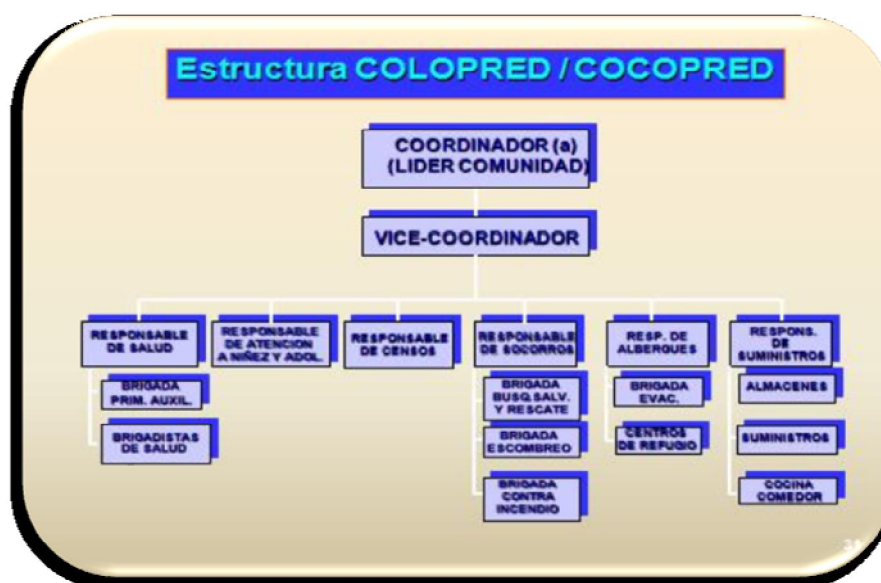 Estructura COLOPRED / COCOPRED
COORDINADOR (a)
(LIDER COMUNIDAD)
VICE-COORDINADOR
RESPONSABLE
DE SALUD
RESPONSABLE
DE ATENCION
A NIÑEZ Y ADOL.
RESPONSABLE
DE CENSOS
RESPONSABLE
DE SOCORROS
RESP. DE
ALBERGUES
RESPONS.
DE
SUMINISTROS
BRIGADA
PRIM. AUXIL.
BRIGADISTAS
DE SALUD
BRIGADA
BUSQ.SALV.
Y RESCATE
BRIGADA
ESCOMBREO
BRIGADA
CONTRA
INCENDIO
BRIGADA
EVAC.
CENTROS
DE REFUGIO
ALMACENES
SUMINISTROS
COCINA
COMEDOR